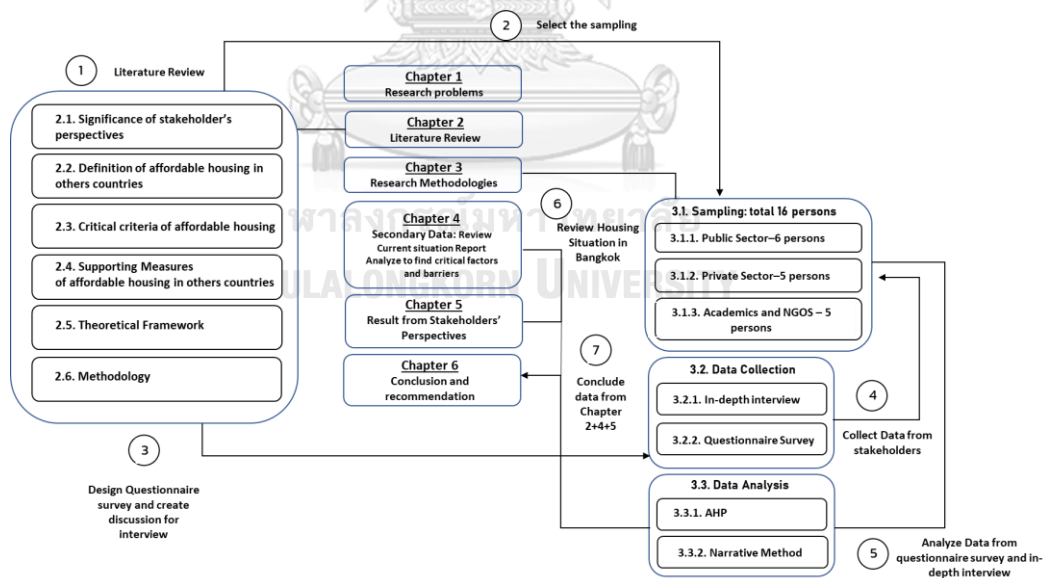 2
Select the sampling
1
Literature Review
2.1. Significance of stakeholder's
perspectives
2.2. Definition of affordable housing in
others countries
2.3. Critical criteria of affordable housing
2.4. Supporting Measures
of affordable housing in others countries
2.5. Theoretical Framework
2.6. Methodology
3
Design Questionnaire
survey and create
discussion for
interview
Chapter 1
Research problems
Chapter 2
Literature Review
Chapter 3
Research Methodologies
Chapter 4
Secondary Data: Review
Current situation Report
Analyze to find critical factors
and barriers
Chapter 5
Result from Stakeholders'
Perspectives
Chapter 6
Conclusion and
recommendation
6
Review Housing
Situation in
Bangkok
7
Conclude
data from
Chapter
2+4+5
3.1. Sampling: total 16 persons
3.1.1. Public Sector–6 persons
3.1.2. Private Sector–5 persons
3.1.3. Academics and NGOS – 5
persons
3.2. Data Collection
3.2.1. In-depth interview
3.2.2. Questionnaire Survey
4
Collect Data from
stakeholders
3.3. Data Analysis
3.3.1. AHP
3.3.2. Narrative Method
5
Analyze Data from
questionnaire survey and in-
depth interview
ULALONGKORN UNIVERSITY